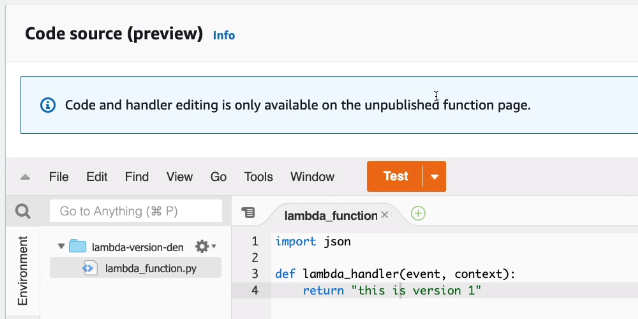 Code source (preview) Info
Code and handler editing is only available on the unpublished function page.
File Edit Find View Go Tools Window Test
Go to Anything (⌘ P) lambda_function
Environment
lambda-version-den
lambda_function.py
1 import json
2
3 def lambda_handler(event, context):
4 return "this is version 1"